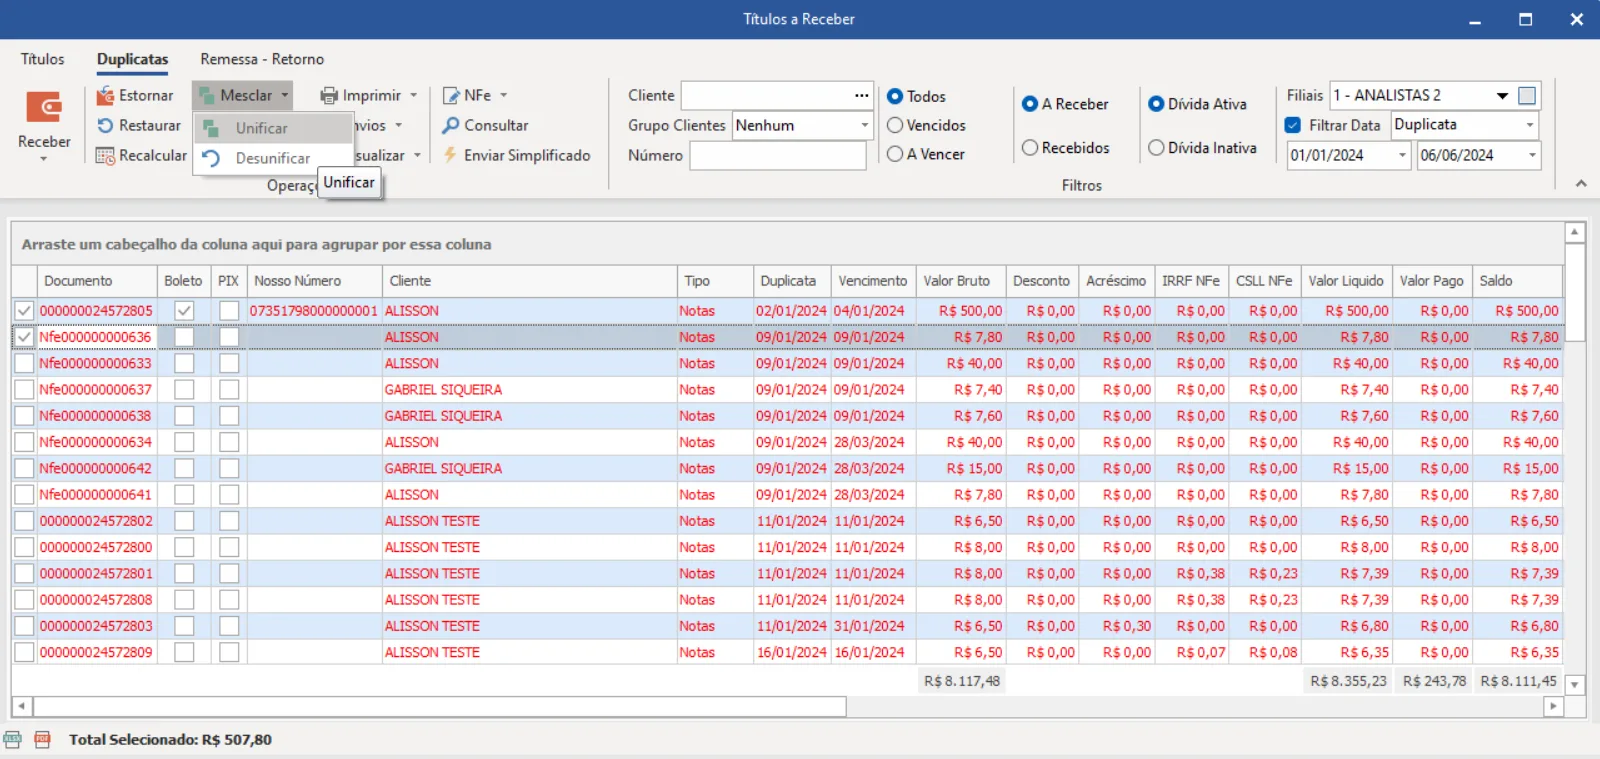 Títulos a Receber
Títulos Duplicatas Remessa - Retorno
Receber
Estornar
Restaurar
Recalcular
Mesclar
Unificar
Desunificar
Unificar
Imprimir
nvios
sualizar
Operaç
NFe
Consultar
Enviar Simplificado
Cliente ...
Grupo Clientes Nenhum
Número
Todos
Vencidos
A Vencer
A Receber
Recebidos
Dívida Ativa
Dívida Inativa
Filiais 1 - ANALISTAS 2
Filtrar Data Duplicata
01/01/2024 06/06/2024
Filtros
Arraste um cabeçalho da coluna aqui para agrupar por essa coluna
Documento Boleto PIX Nosso Número Cliente Tipo Duplicata Vencimento Valor Bruto Desconto Acréscimo IRRF NFe CSLL NFe Valor Liquido Valor Pago Saldo
000000024572805 07351798000000001 ALISSON Notas 02/01/2024 04/01/2024 R$ 500,00 R$ 0,00 R$ 0,00 R$ 0,00 R$ 0,00 R$ 500,00 R$ 0,00 R$ 500,00
Nfe000000000636 ALISSON Notas 09/01/2024 09/01/2024 R$ 7,80 R$ 0,00 R$ 0,00 R$ 0,00 R$ 0,00 R$ 7,80 R$ 0,00 R$ 7,80
Nfe000000000633 ALISSON Notas 09/01/2024 09/01/2024 R$ 40,00 R$ 0,00 R$ 0,00 R$ 0,00 R$ 0,00 R$ 40,00 R$ 0,00 R$ 40,00
Nfe000000000637 GABRIEL SIQUEIRA Notas 09/01/2024 09/01/2024 R$ 7,40 R$ 0,00 R$ 0,00 R$ 0,00 R$ 0,00 R$ 7,40 R$ 0,00 R$ 7,40
Nfe000000000638 GABRIEL SIQUEIRA Notas 09/01/2024 09/01/2024 R$ 7,60 R$ 0,00 R$ 0,00 R$ 0,00 R$ 0,00 R$ 7,60 R$ 0,00 R$ 7,60
Nfe000000000634 ALISSON Notas 09/01/2024 28/03/2024 R$ 40,00 R$ 0,00 R$ 0,00 R$ 0,00 R$ 0,00 R$ 40,00 R$ 0,00 R$ 40,00
Nfe000000000642 GABRIEL SIQUEIRA Notas 09/01/2024 28/03/2024 R$ 15,00 R$ 0,00 R$ 0,00 R$ 0,00 R$ 0,00 R$ 15,00 R$ 0,00 R$ 15,00
Nfe000000000641 ALISSON Notas 09/01/2024 28/03/2024 R$ 7,80 R$ 0,00 R$ 0,00 R$ 0,00 R$ 0,00 R$ 7,80 R$ 0,00 R$ 7,80
000000024572802 ALISSON TESTE Notas 11/01/2024 11/01/2024 R$ 6,50 R$ 0,00 R$ 0,00 R$ 0,00 R$ 0,00 R$ 6,50 R$ 0,00 R$ 6,50
000000024572800 ALISSON TESTE Notas 11/01/2024 11/01/2024 R$ 8,00 R$ 0,00 R$ 0,00 R$ 0,00 R$ 0,00 R$ 8,00 R$ 0,00 R$ 8,00
000000024572801 ALISSON TESTE Notas 11/01/2024 11/01/2024 R$ 8,00 R$ 0,00 R$ 0,00 R$ 0,38 R$ 0,23 R$ 7,39 R$ 0,00 R$ 7,39
000000024572808 ALISSON TESTE Notas 11/01/2024 11/01/2024 R$ 8,00 R$ 0,00 R$ 0,00 R$ 0,38 R$ 0,23 R$ 7,39 R$ 0,00 R$ 7,39
000000024572803 ALISSON TESTE Notas 11/01/2024 31/01/2024 R$ 6,50 R$ 0,00 R$ 0,30 R$ 0,00 R$ 0,00 R$ 6,80 R$ 0,00 R$ 6,80
000000024572809 ALISSON TESTE Notas 16/01/2024 16/01/2024 R$ 6,50 R$ 0,00 R$ 0,00 R$ 0,07 R$ 0,08 R$ 6,35 R$ 0,00 R$ 6,35
R$ 8.117,48 R$ 8.355,23 R$ 243,78 R$ 8.111,45
Total Selecionado: R$ 507,80